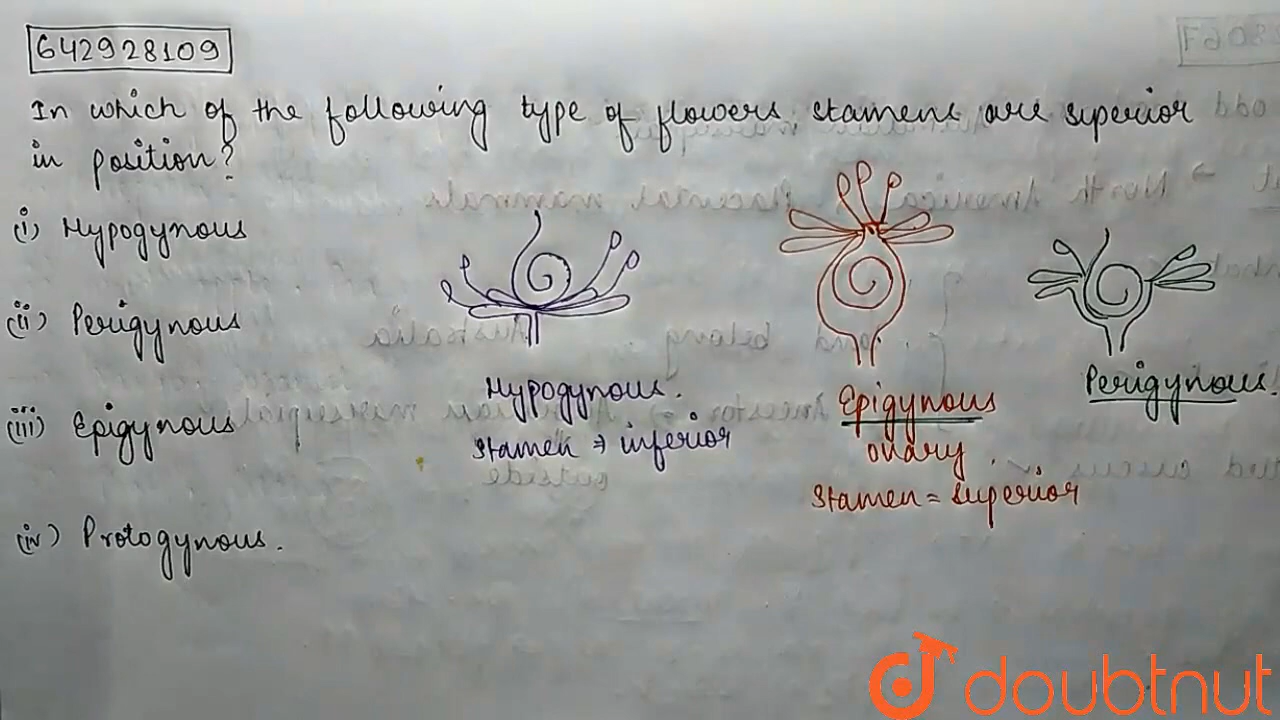 642928109
In which of the following type of flowers stamens are superior
in position?
(i) Hypogynous
(ii) Perigynous
(iii) Epigynous
(iv) Protogynous.
Hypogynous.
Stamen → inferior
Epigynous
ovary
Stamen = superior
Perigynous.
doubtnut